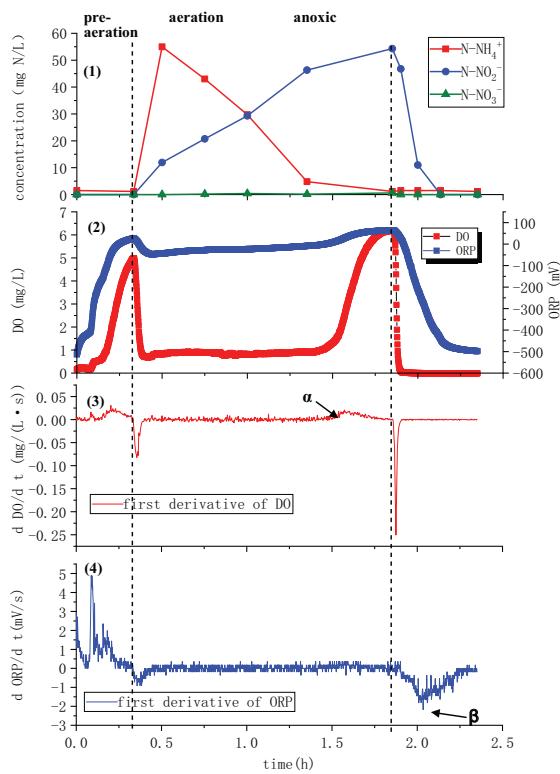 pre-
aeration
aeration
anoxic
60
50
40
30
20
10
0
concentration (mg N/L)
(1)
N-NH₄⁺
N-NO₂⁻
N-NO₃⁻
7
6
5
4
3
2
1
0
DO (mg/L)
(2)
DO
ORP
100
0
-100
-200
-300
-400
-500
-600
ORP (mV)
0.05
0.00
-0.05
-0.10
-0.15
-0.20
-0.25
d DO/d t (mg/(L·s))
(3)
α
first derivative of DO
5
4
3
2
1
0
-1
-2
-3
d ORP/d t(mV/s)
(4)
first derivative of ORP
β
0.0
0.5
1.0
1.5
2.0
2.5
time(h)